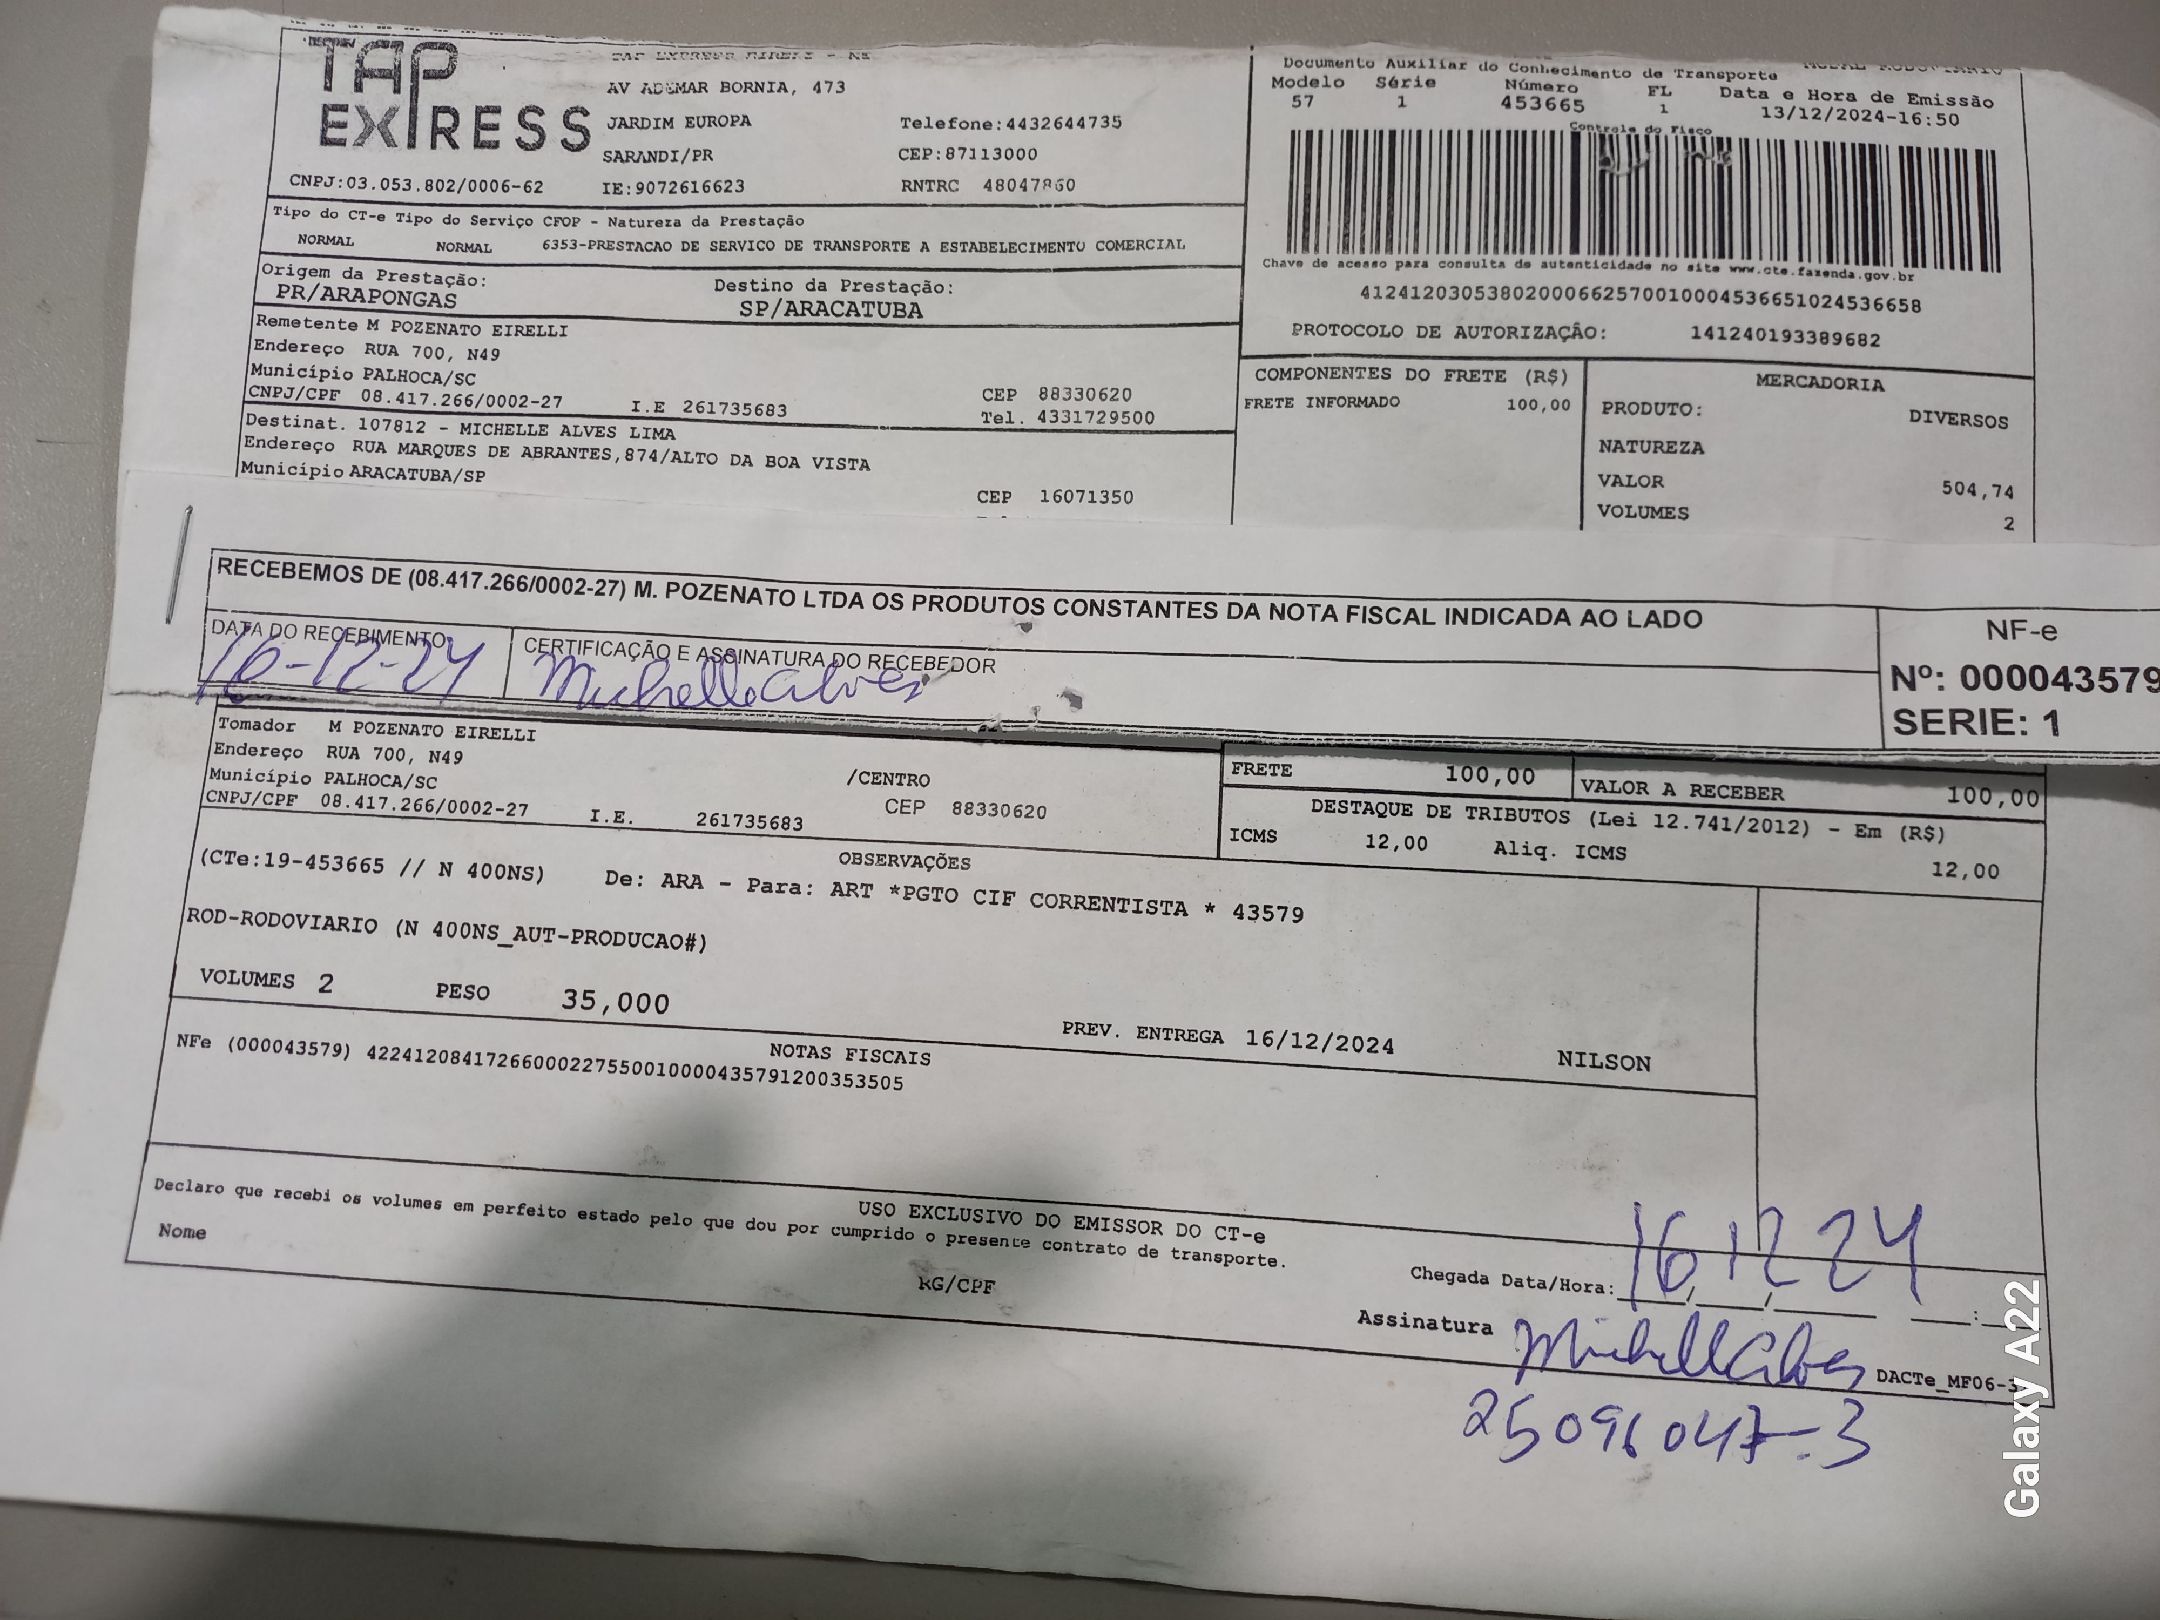 TAP EXPRESS
TAP EXPRESS EIRELI - NS
AV ADEMAR BORNIA, 473
JARDIM EUROPA Telefone:4432644735
SARANDI/PR CEP:87113000
CNPJ:03.053.802/0006-62 IE:9072616623 RNTRC 48047860
Documento Auxiliar do Conhecimento de Transporte MODAL RODOVIARIO
Modelo Série Número FL Data e Hora de Emissão
57 1 453665 1 13/12/2024-16:50
Controle do Fisco
Chave de acesso para consulta de autenticidade no site www.cte.fazenda.gov.br
41241203053802000662570010004536651024536658
PROTOCOLO DE AUTORIZAÇÃO: 141240193389682
Tipo do CT-e Tipo do Serviço CFOP - Natureza da Prestação
NORMAL NORMAL 6353-PRESTACAO DE SERVICO DE TRANSPORTE A ESTABELECIMENTO COMERCIAL
Origem da Prestação: Destino da Prestação:
PR/ARAPONGAS SP/ARACATUBA
Remetente M POZENATO EIRELLI
Endereço RUA 700, N49
Município PALHOCA/SC CEP 88330620
CNPJ/CPF 08.417.266/0002-27 I.E 261735683 Tel. 4331729500
Destinat. 107812 - MICHELLE ALVES LIMA
Endereço RUA MARQUES DE ABRANTES,874/ALTO DA BOA VISTA
Município ARACATUBA/SP CEP 16071350
COMPONENTES DO FRETE (R$)
FRETE INFORMADO 100,00
MERCADORIA
PRODUTO: DIVERSOS
NATUREZA
VALOR 504,74
VOLUMES 2
RECEBEMOS DE (08.417.266/0002-27) M. POZENATO LTDA OS PRODUTOS CONSTANTES DA NOTA FISCAL INDICADA AO LADO
DATA DO RECEBIMENTO CERTIFICAÇÃO E ASSINATURA DO RECEBEDOR
16-12-24 Michelle Alves
NF-e
Nº: 000043579
SERIE: 1
Tomador M POZENATO EIRELLI
Endereço RUA 700, N49
Município PALHOCA/SC /CENTRO
CNPJ/CPF 08.417.266/0002-27 I.E. 261735683 CEP 88330620
FRETE 100,00 VALOR A RECEBER 100,00
DESTAQUE DE TRIBUTOS (Lei 12.741/2012) - Em (R$)
ICMS 12,00 Aliq. ICMS 12,00
OBSERVAÇÕES
(CTe:19-453665 // N 400NS) De: ARA - Para: ART *PGTO CIF CORRENTISTA * 43579
ROD-RODOVIARIO (N 400NS_AUT-PRODUCAO#)
VOLUMES 2 PESO 35,000 PREV. ENTREGA 16/12/2024 NILSON
NOTAS FISCAIS
NFe (000043579) 42241208417266000227550010000435791200353505
USO EXCLUSIVO DO EMISSOR DO CT-e
Declaro que recebi os volumes em perfeito estado pelo que dou por cumprido o presente contrato de transporte.
Nome RG/CPF
Chegada Data/Hora: 16/12/24 :
Assinatura Michelle Alves DACTe_MF06-3
25096047-3
Galaxy A22